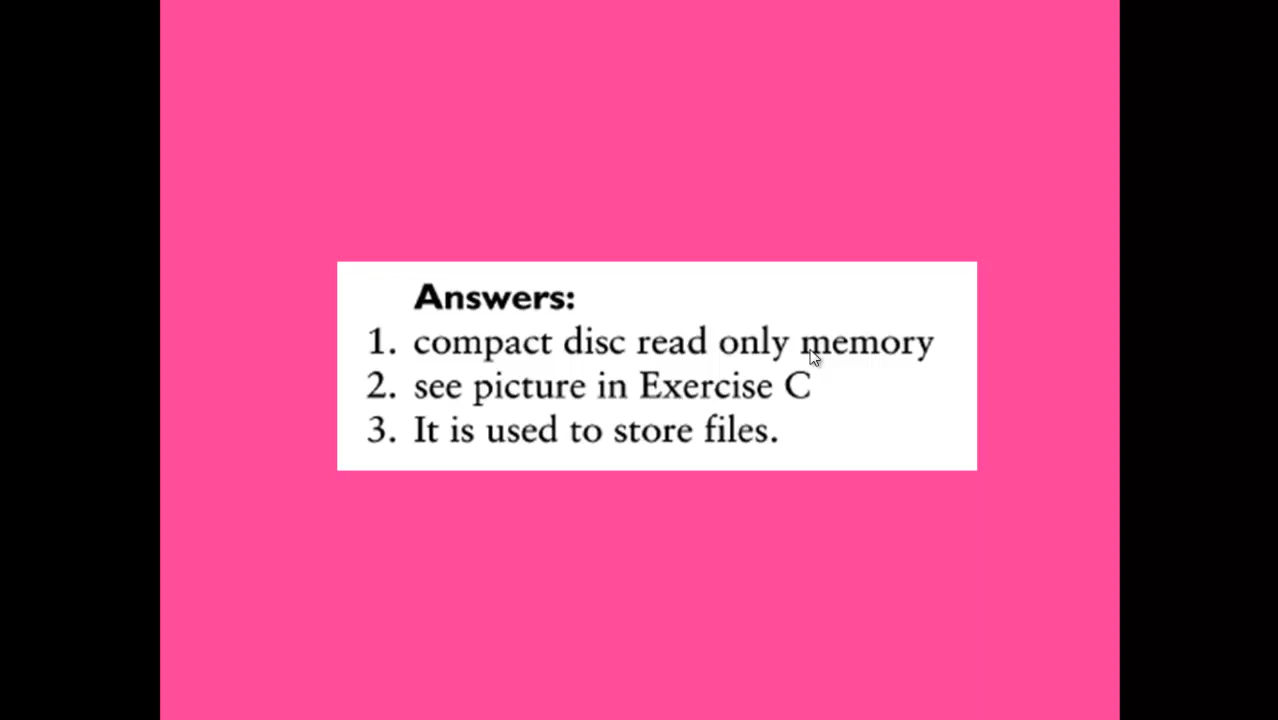 Answers:
1. compact disc read only memory
2. see picture in Exercise C
3. It is used to store files.